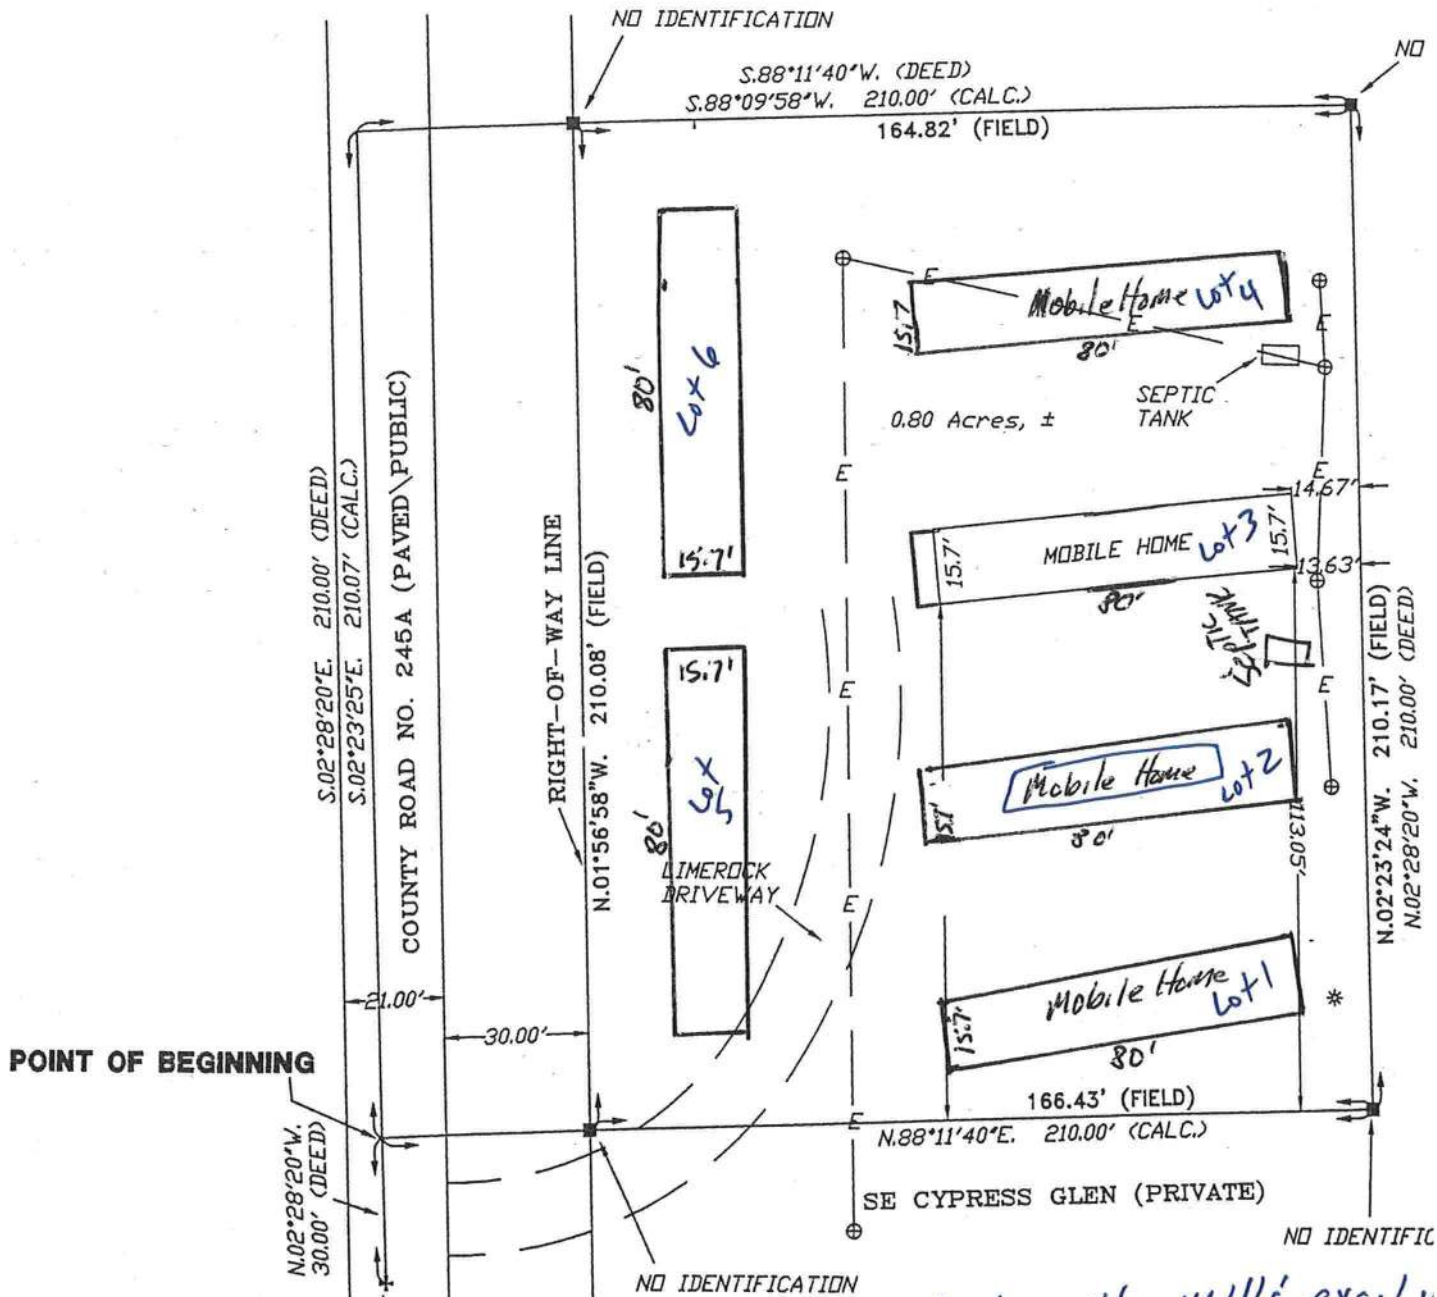 NO IDENTIFICATION
NO
S.88°11'40"W. (DEED)
S.88°09'58"W. 210.00' (CALC.)
164.82' (FIELD)
E
Mobile Home Lot 4
E
15.7
80'
E
SEPTIC
TANK
0.80 Acres, ±
80'
Lot 6
15.7'
E
E
14.67'
MOBILE HOME Lot 3
15.7'
15.7'
13.63'
80'
SEPTIC
TANK
S.02°28'20"E. 210.00' (DEED)
S.02°23'25"E. 210.07' (CALC.)
COUNTY ROAD NO. 245A (PAVED\PUBLIC)
RIGHT-OF-WAY LINE
N.01°56'58"W. 210.08' (FIELD)
15.7'
Lot 5
80'
E
E
Mobile Home
Lot 2
15.7'
80'
113.05'
N.02°23'24"W. 210.17' (FIELD)
N.02°28'20"W. 210.00' (DEED)
LIMEROCK
DRIVEWAY
E
Mobile Home
Lot 1
15.7'
80'
21.00'
30.00'
POINT OF BEGINNING
166.43' (FIELD)
E
N.88°11'40"E. 210.00' (CALC.)
N.02°28'20"W.
30.00' (DEED)
SE CYPRESS GLEN (PRIVATE)
NO IDENTIFIC
NO IDENTIFICATION